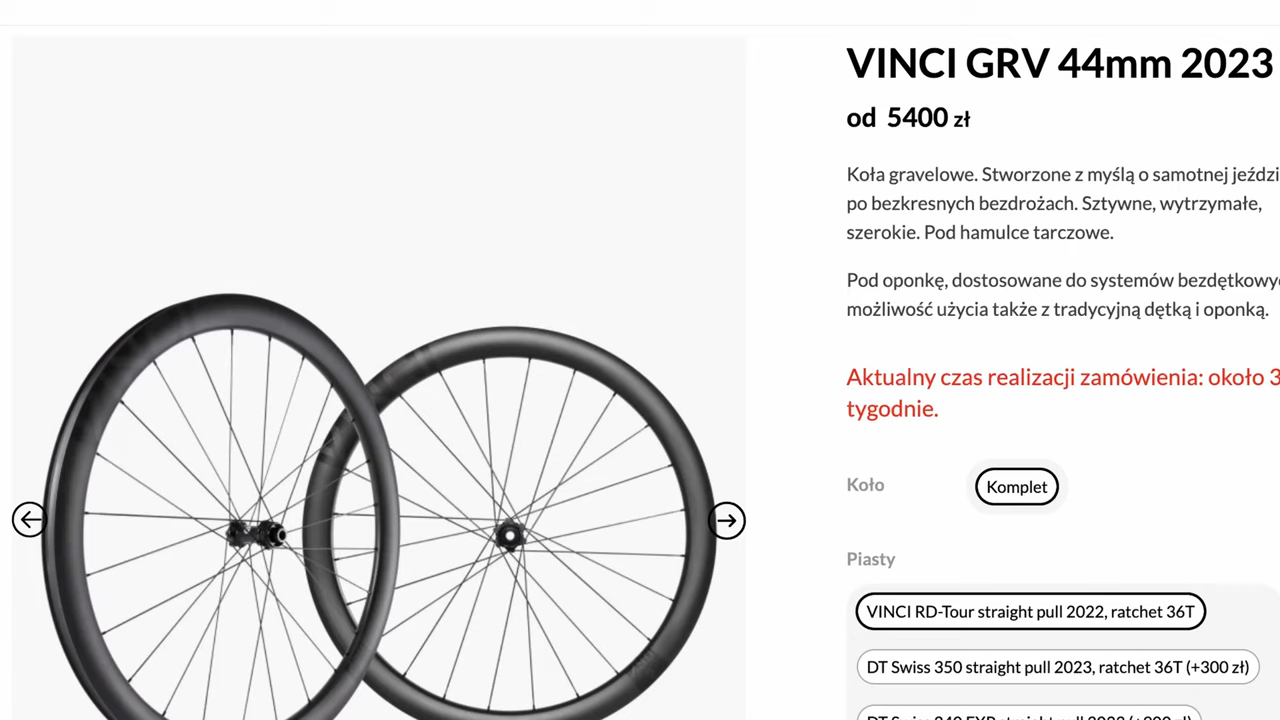 VINCI GRV 44mm 2023
od 5400 zł
Koła gravelowe. Stworzone z myślą o samotnej jeździ
po bezkresnych bezdrożach. Sztywne, wytrzymałe,
szerokie. Pod hamulce tarczowe.
Pod oponkę, dostosowane do systemów bezdętkowy
możliwość użycia także z tradycyjną dętką i oponką.
Aktualny czas realizacji zamówienia: około 3
tygodnie.
Koło
Komplet
Piasty
VINCI RD-Tour straight pull 2022, ratchet 36T
DT Swiss 350 straight pull 2023, ratchet 36T (+300 zł)